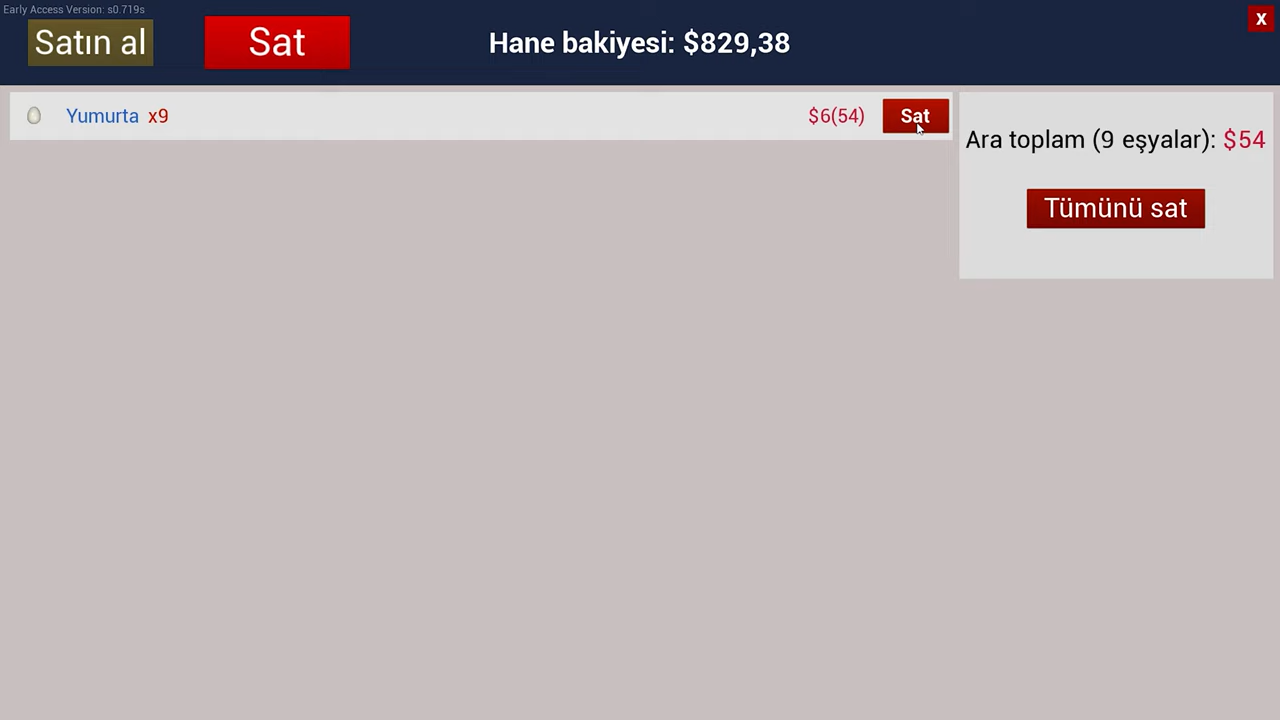 Early Access Version: s0.719s
Satın al
Sat
Hane bakiyesi: $829,38
X
Yumurta x9
$6(54)
Sat
Ara toplam (9 eşyalar): $54
Tümünü sat